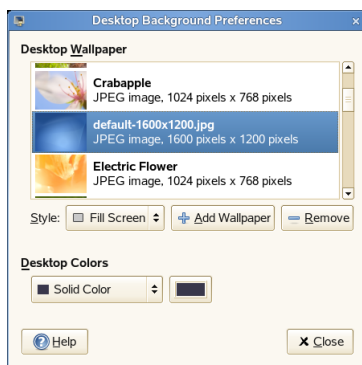 Desktop Background Preferences
Desktop Wallpaper
Crabapple
JPEG image, 1024 pixels x 768 pixels
default-1600x1200.jpg
JPEG image, 1600 pixels x 1200 pixels
Electric Flower
JPEG image, 1024 pixels x 768 pixels
Style: Fill Screen Add Wallpaper Remove
Desktop Colors
Solid Color
Help Close